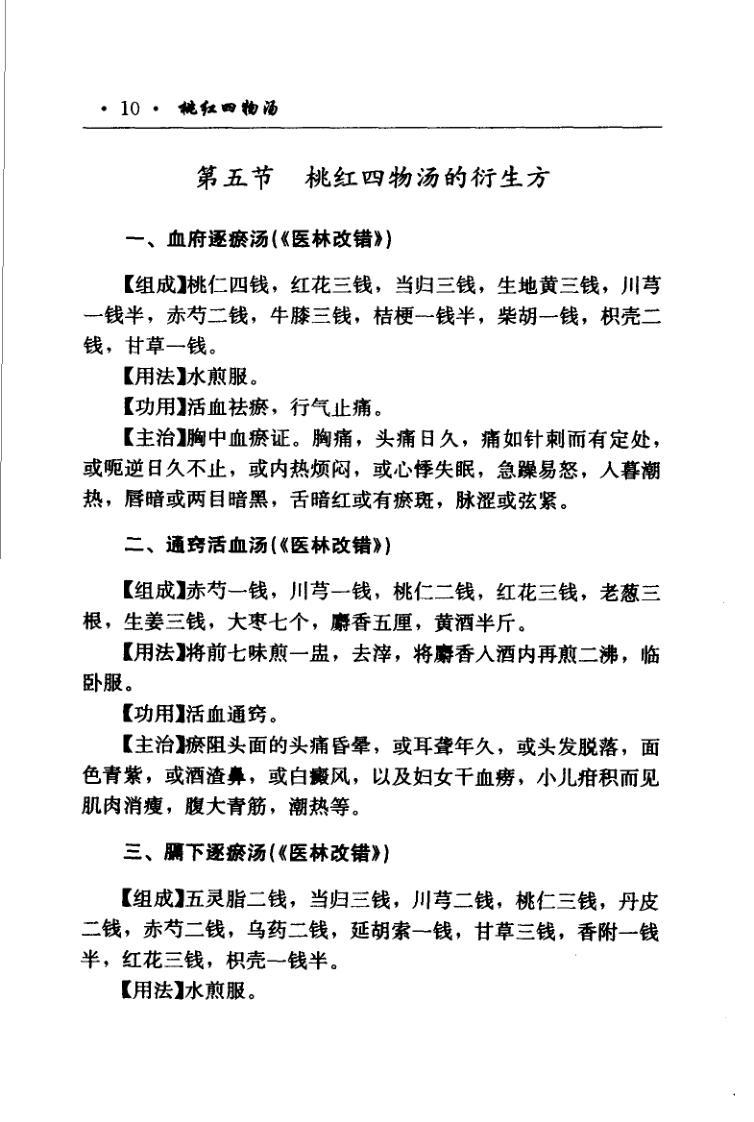 · 10 · 桃红四物汤
第五节 桃红四物汤的衍生方
一、血府逐瘀汤(《医林改错》)
【组成】桃仁四钱，红花三钱，当归三钱，生地黄三钱，川芎
一钱半，赤芍二钱，牛膝三钱，桔梗一钱半，柴胡一钱，枳壳二
钱，甘草一钱。
【用法】水煎服。
【功用】活血祛瘀，行气止痛。
【主治】胸中血瘀证。胸痛，头痛日久，痛如针刺而有定处，
或呃逆日久不止，或内热烦闷，或心悸失眠，急躁易怒，人暮潮
热，唇暗或两目暗黑，舌暗红或有瘀斑，脉涩或弦紧。
二、通窍活血汤(《医林改错》)
【组成】赤芍一钱，川芎一钱，桃仁二钱，红花三钱，老葱三
根，生姜三钱，大枣七个，麝香五厘，黄酒半斤。
【用法】将前七味煎一盅，去滓，将麝香人酒内再煎二沸，临
卧服。
【功用】活血通窍。
【主治】瘀阻头面的头痛昏晕，或耳聋年久，或头发脱落，面
色青紫，或酒渣鼻，或白癜风，以及妇女干血痨，小儿疳积而见
肌肉消瘦，腹大青筋，潮热等。
三、膈下逐瘀汤(《医林改错》)
【组成】五灵脂二钱，当归三钱，川芎二钱，桃仁三钱，丹皮
二钱，赤芍二钱，乌药二钱，延胡索一钱，甘草三钱，香附一钱
半，红花三钱，枳壳一钱半。
【用法】水煎服。